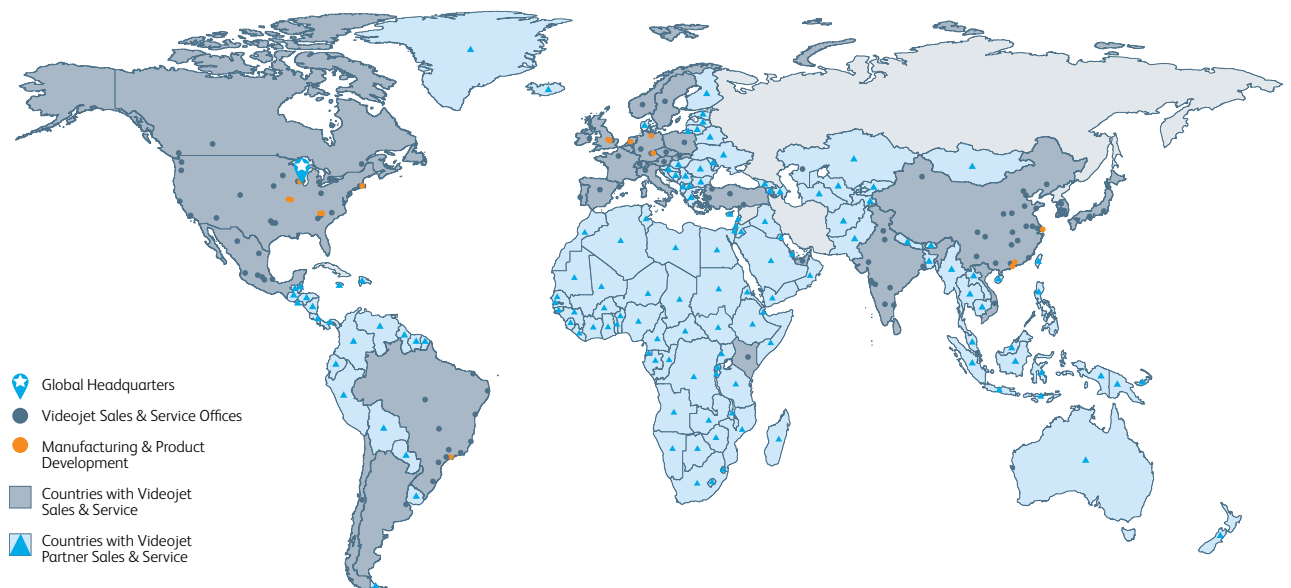 Global Headquarters
Videojet Sales & Service Offices
Manufacturing & Product
Development
Countries with Videojet
Sales & Service
Countries with Videojet
Partner Sales & Service